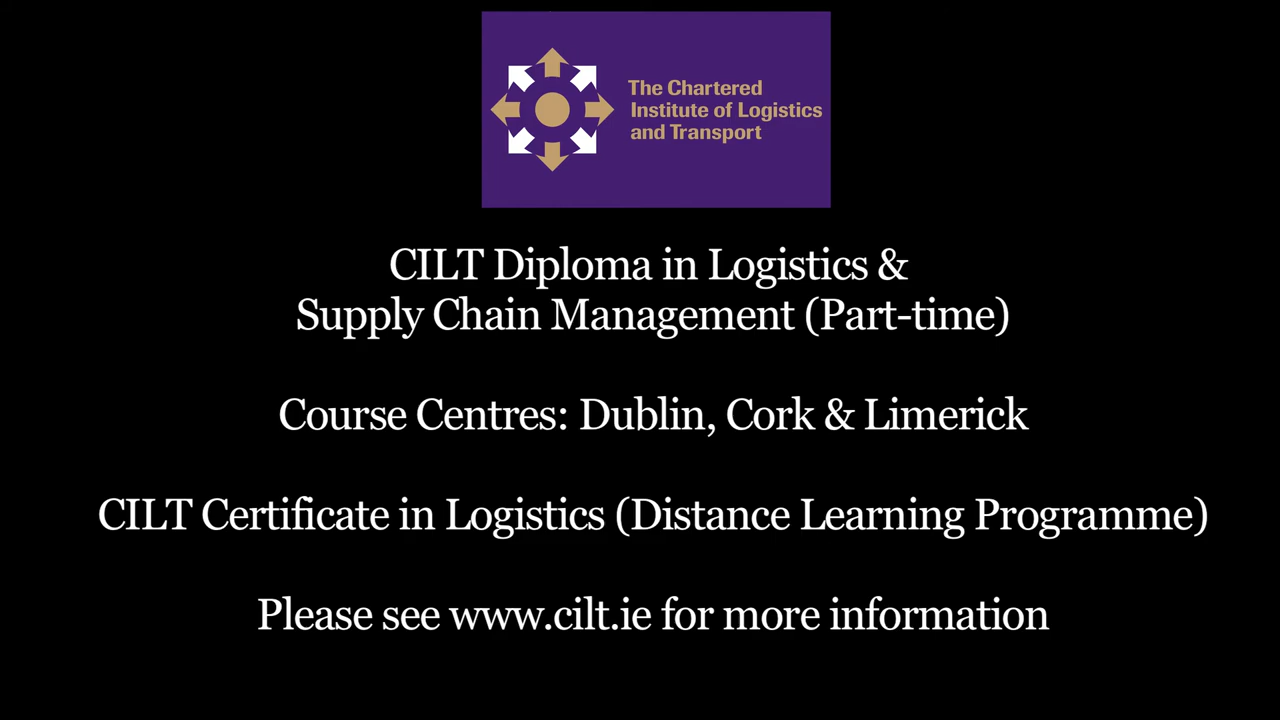 The Chartered
Institute of Logistics
and Transport
CILT Diploma in Logistics &
Supply Chain Management (Part-time)
Course Centres: Dublin, Cork & Limerick
CILT Certificate in Logistics (Distance Learning Programme)
Please see www.cilt.ie for more information